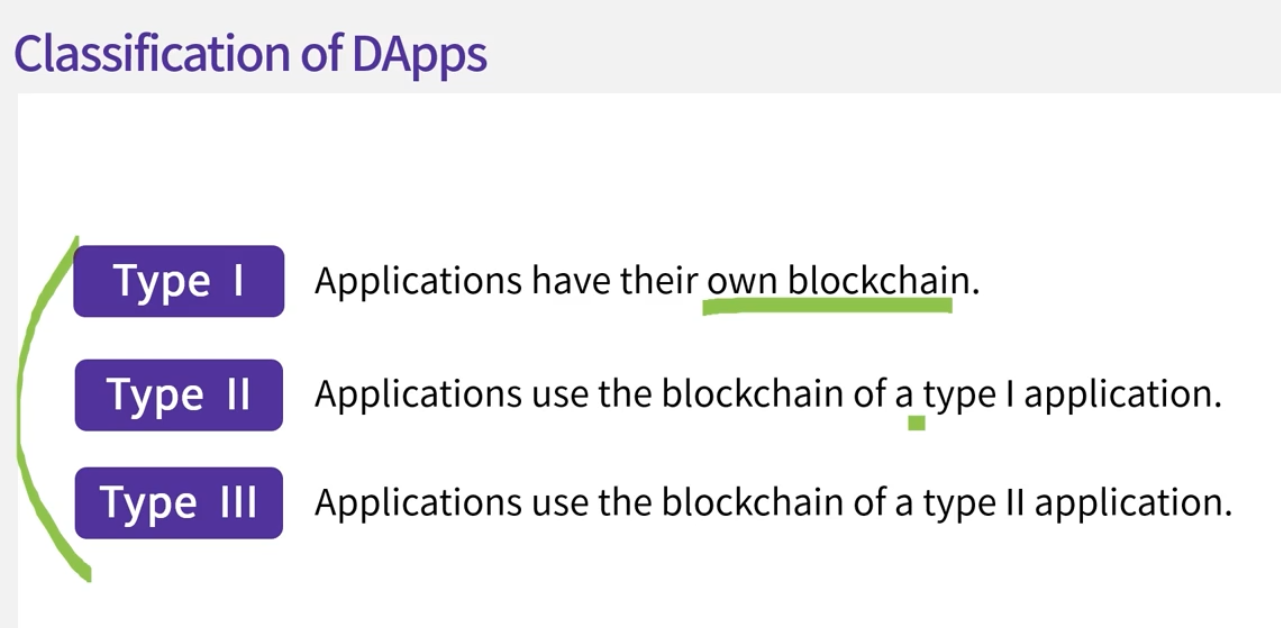 Classification of DApps
Type I Applications have their own blockchain.
Type II Applications use the blockchain of a type I application.
Type III Applications use the blockchain of a type II application.